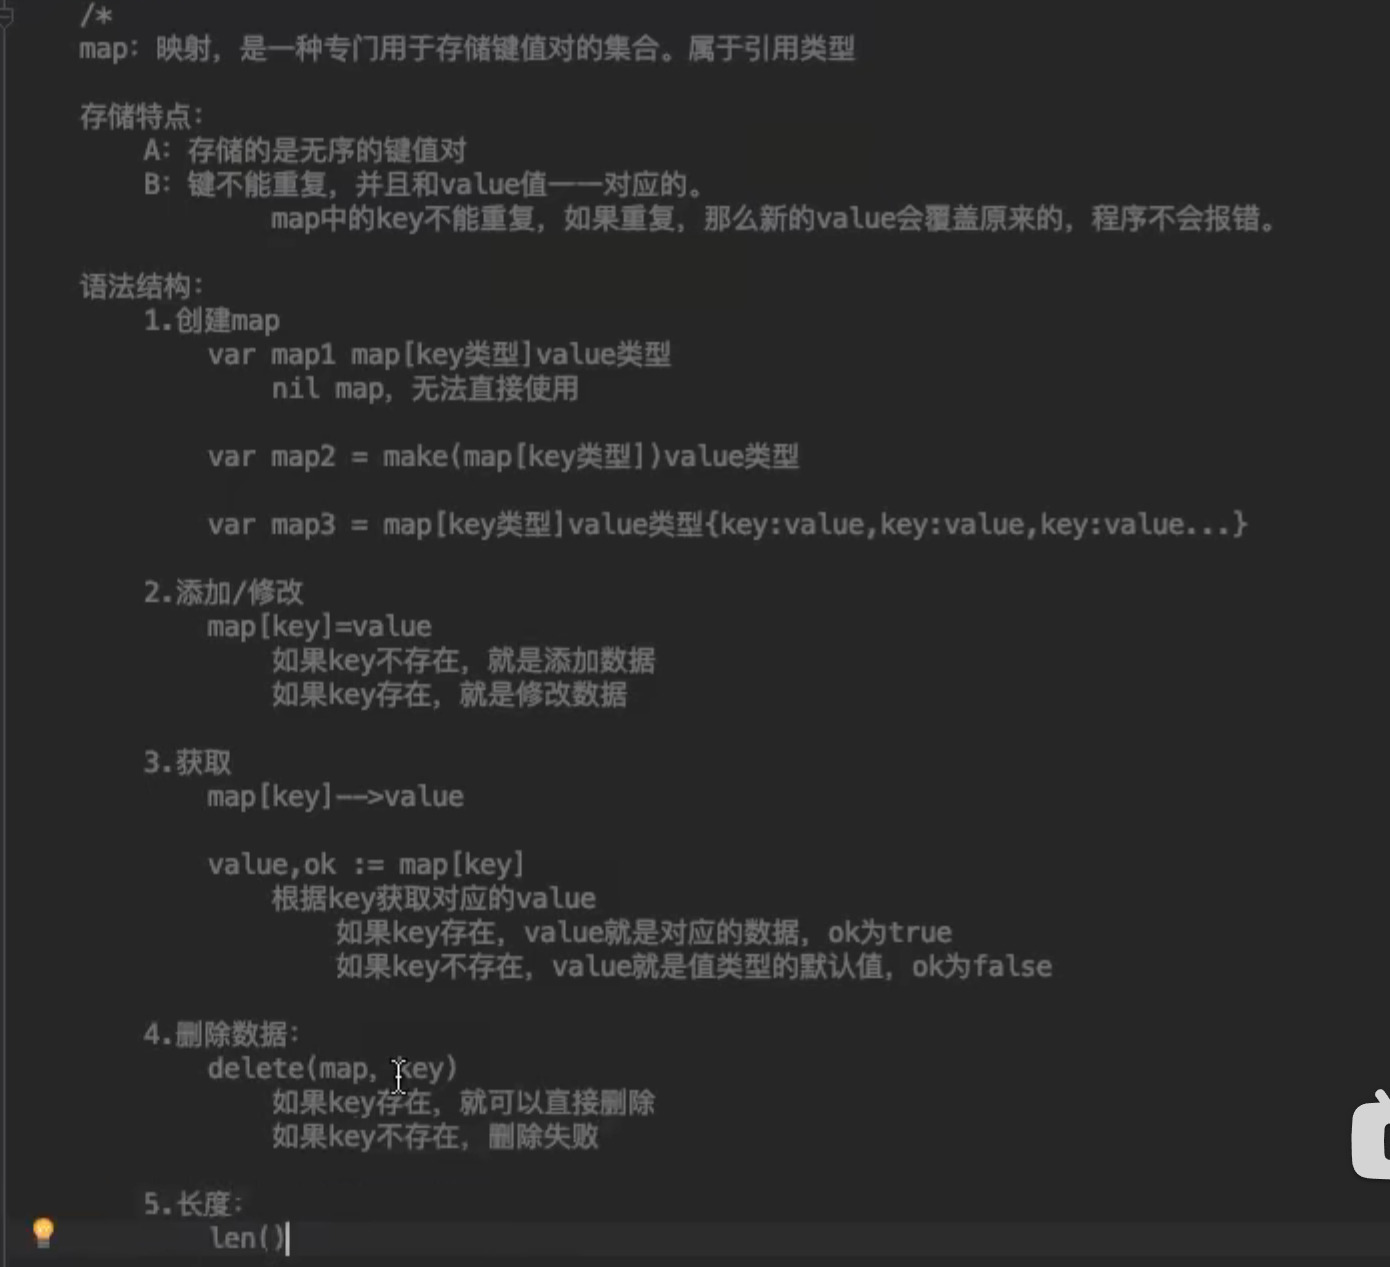 /*
map：映射，是一种专门用于存储键值对的集合。属于引用类型
存储特点：
A：存储的是无序的键值对
B：键不能重复，并且和value值一一对应的。
map中的key不能重复，如果重复，那么新的value会覆盖原来的，程序不会报错。
语法结构：
1.创建map
var map1 map[key类型]value类型
nil map，无法直接使用
var map2 = make(map[key类型])value类型
var map3 = map[key类型]value类型{key:value,key:value,key:value...}
2.添加/修改
map[key]=value
如果key不存在，就是添加数据
如果key存在，就是修改数据
3.获取
map[key]-->value
value,ok := map[key]
根据key获取对应的value
如果key存在，value就是对应的数据，ok为true
如果key不存在，value就是值类型的默认值，ok为false
4.删除数据：
delete(map，key)
如果key存在，就可以直接删除
如果key不存在，删除失败
5.长度：
len()